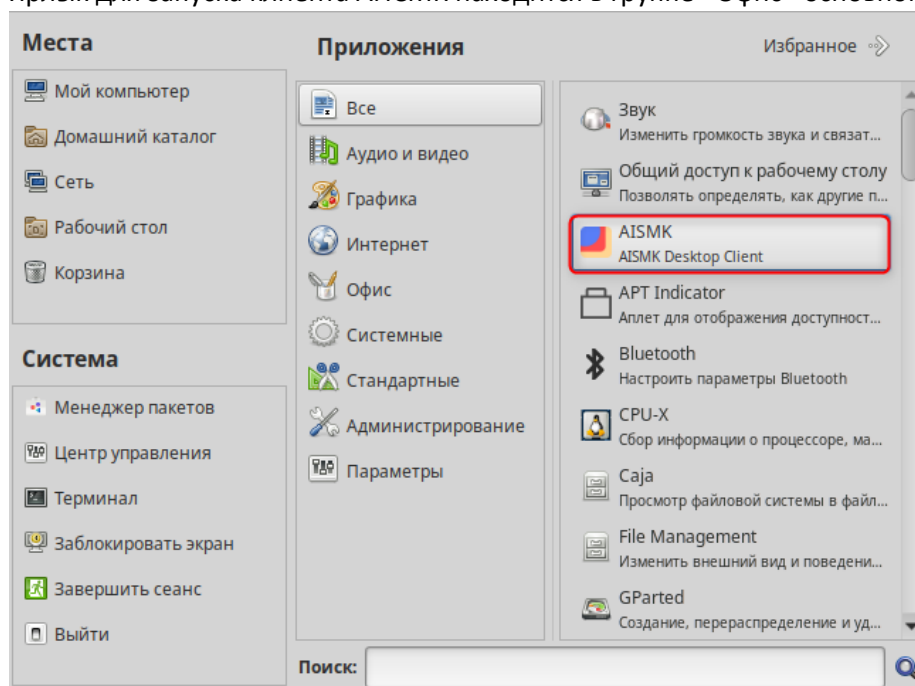 Места
Мой компьютер
Домашний каталог
Сеть
Рабочий стол
Корзина
Система
Менеджер пакетов
Центр управления
Терминал
Заблокировать экран
Завершить сеанс
Выйти
Приложения
Избранное
Все
Аудио и видео
Графика
Интернет
Офис
Системные
Стандартные
Администрирование
Параметры
Звук
Изменить громкость звука и связат...
Общий доступ к рабочему столу
Позволять определять, как другие п...
AISMK
AISMK Desktop Client
APT Indicator
Апплет для отображения доступност...
Bluetooth
Настроить параметры Bluetooth
CPU-X
Сбор информации о процессоре, ма...
Caja
Просмотр файловой системы в файл...
File Management
Изменить внешний вид и поведени...
GParted
Создание, перераспределение и уд...
Поиск: